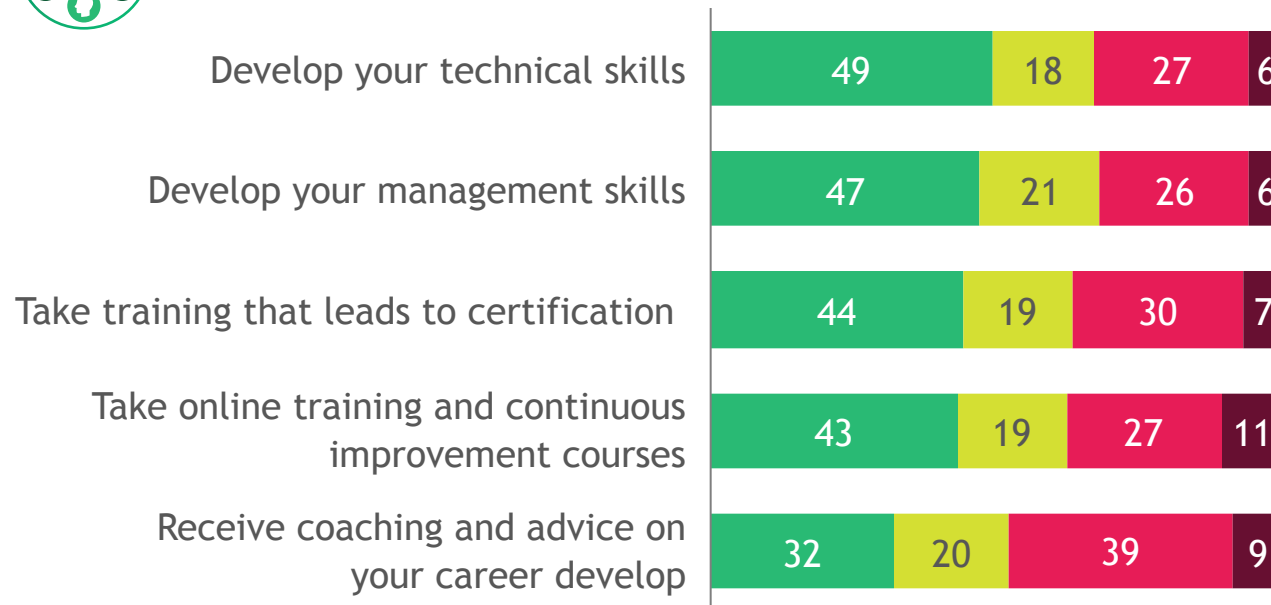 Develop your technical skills 49 18 27 6
Develop your management skills 47 21 26 6
Take training that leads to certification 44 19 30 7
Take online training and continuous
improvement courses 43 19 27 11
Receive coaching and advice on
your career develop 32 20 39 9